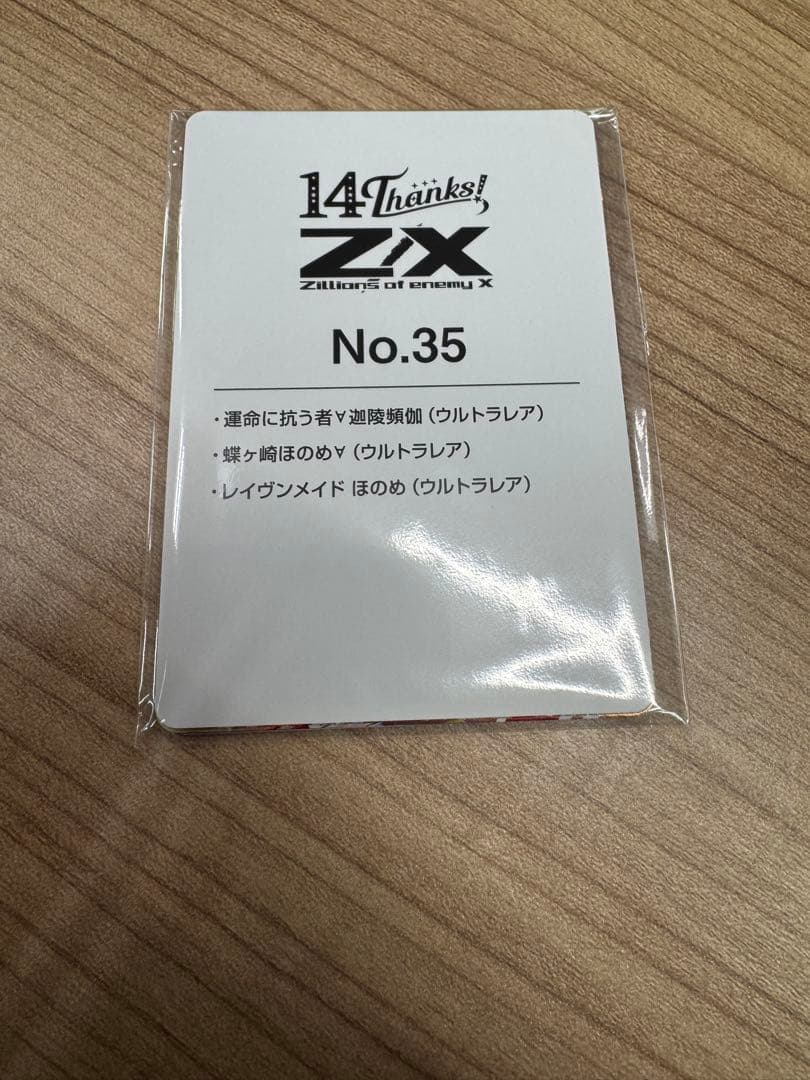 14 Thanks!
Z/X
Zillions of enemy X
No.35
・運命に抗う者∀迦陵頻伽（ウルトラレア）
・蝶ヶ崎ほのめ∀（ウルトラレア）
・レイヴンメイド ほのめ（ウルトラレア）